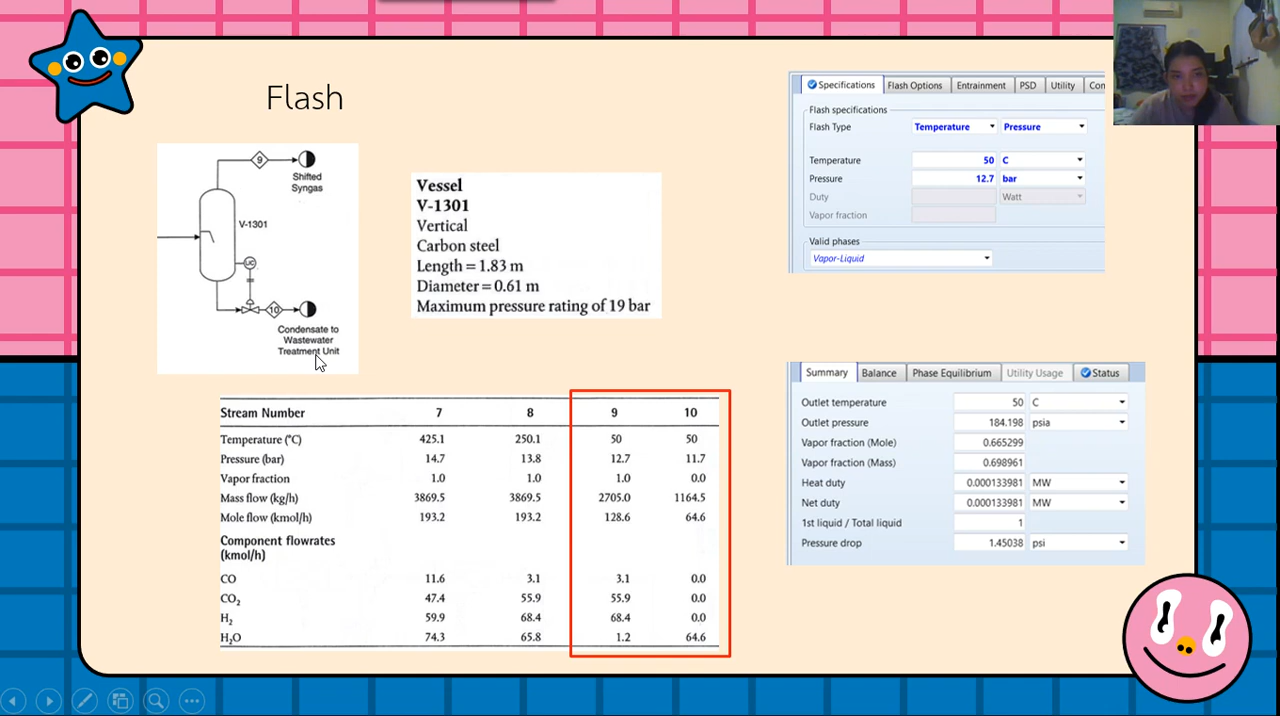 Flash
9
Shifted
Syngas
V-1301
LIC
10
Condensate to
Wastewater
Treatment Unit
Vessel
V-1301
Vertical
Carbon steel
Length = 1.83 m
Diameter = 0.61 m
Maximum pressure rating of 19 bar
Specifications Flash Options Entrainment PSD Utility Con
Flash specifications
Flash Type Temperature Pressure
Temperature 50 C
Pressure 12.7 bar
Duty Watt
Vapor fraction
Valid phases
Vapor-Liquid
Stream Number 7 8 9 10
Temperature (°C) 425.1 250.1 50 50
Pressure (bar) 14.7 13.8 12.7 11.7
Vapor fraction 1.0 1.0 1.0 0.0
Mass flow (kg/h) 3869.5 3869.5 2705.0 1164.5
Mole flow (kmol/h) 193.2 193.2 128.6 64.6
Component flowrates
(kmol/h)
CO 11.6 3.1 3.1 0.0
CO₂ 47.4 55.9 55.9 0.0
H₂ 59.9 68.4 68.4 0.0
H₂O 74.3 65.8 1.2 64.6
Summary Balance Phase Equilibrium Utility Usage Status
Outlet temperature 50 C
Outlet pressure 184.198 psia
Vapor fraction (Mole) 0.665299
Vapor fraction (Mass) 0.698961
Heat duty 0.000133981 MW
Net duty 0.000133981 MW
1st liquid / Total liquid 1
Pressure drop 1.45038 psi